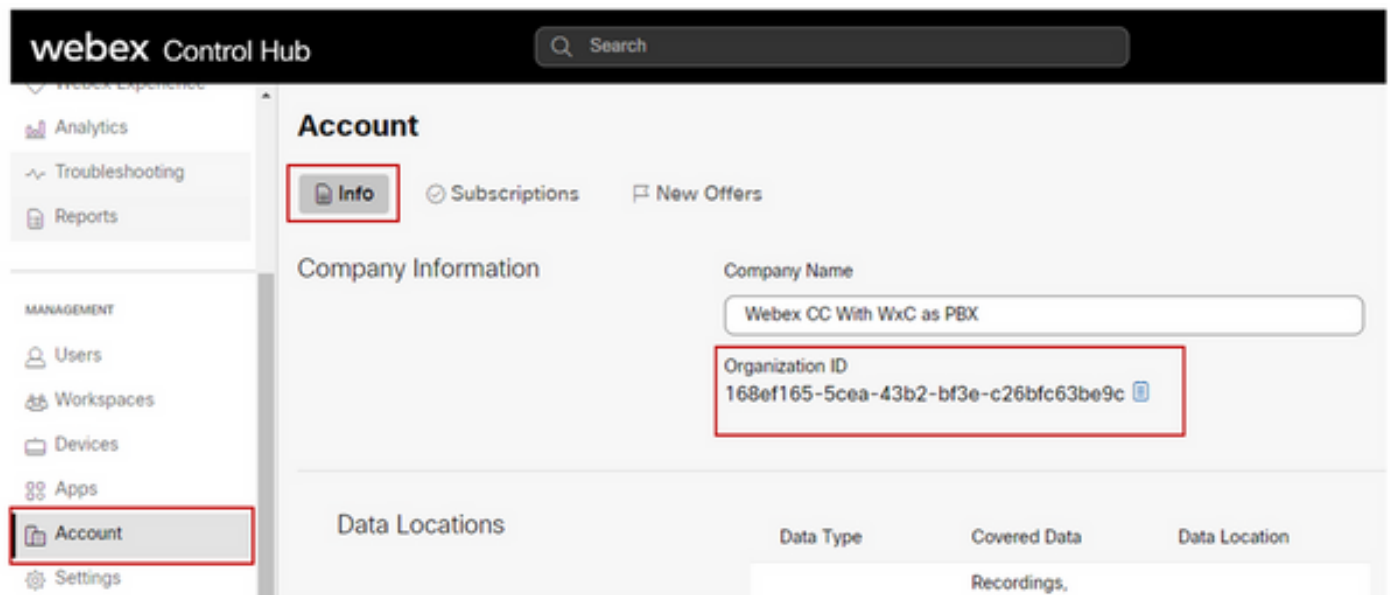 webex Control Hub
Search
Webex Experience
Analytics
Troubleshooting
Reports
MANAGEMENT
Users
Workspaces
Devices
Apps
Account
Settings
Account
Info
Subscriptions
New Offers
Company Information
Company Name
Webex CC With WxC as PBX
Organization ID
168ef165-5cea-43b2-bf3e-c26bfc63be9c
Data Locations
Data Type
Covered Data
Data Location
Recordings,